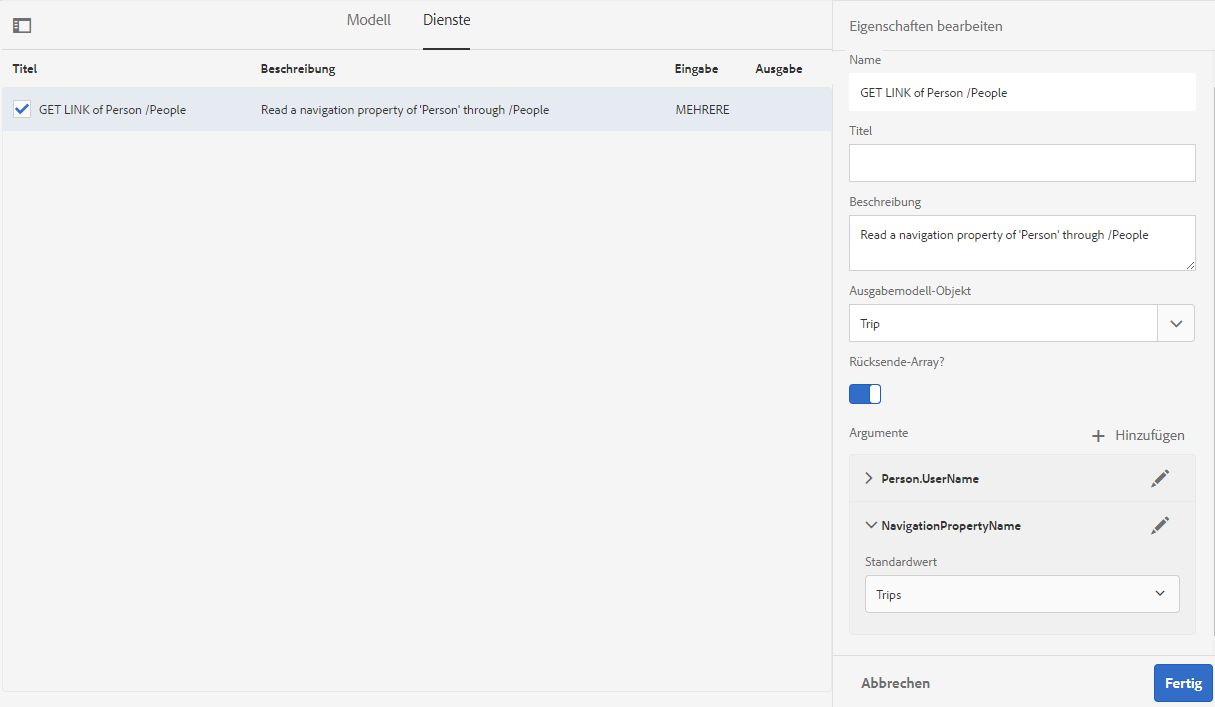 Modell
Dienste
Titel
Beschreibung
Eingabe
Ausgabe
GET LINK of Person /People
Read a navigation property of 'Person' through /People
MEHRERE
Eigenschaften bearbeiten
Name
GET LINK of Person /People
Titel
Beschreibung
Read a navigation property of 'Person' through /People
Ausgabemodell-Objekt
Trip
Rücksende-Array?
Argumente
Hinzufügen
Person.UserName
NavigationPropertyName
Standardwert
Trips
Abbrechen
Fertig